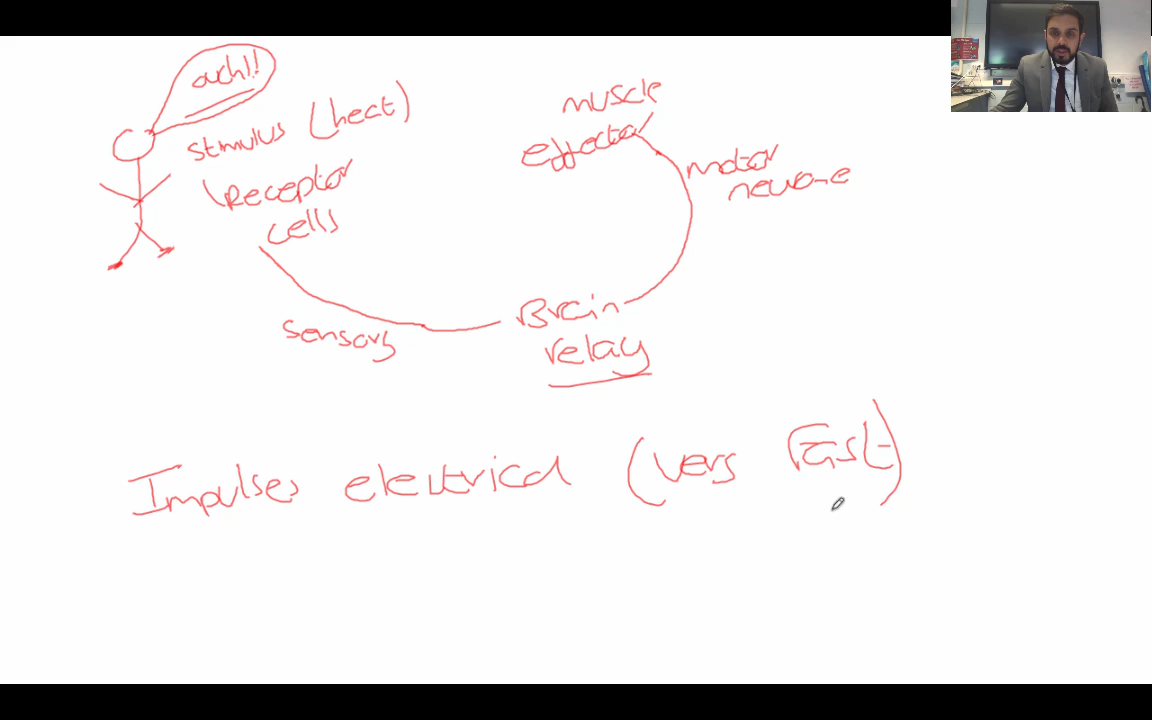 ouch!!
stimulus (heat)
Receptor
cells
sensory
Brain
relay
muscle
effector
motor
neurone
Impulses electrical (very fast)